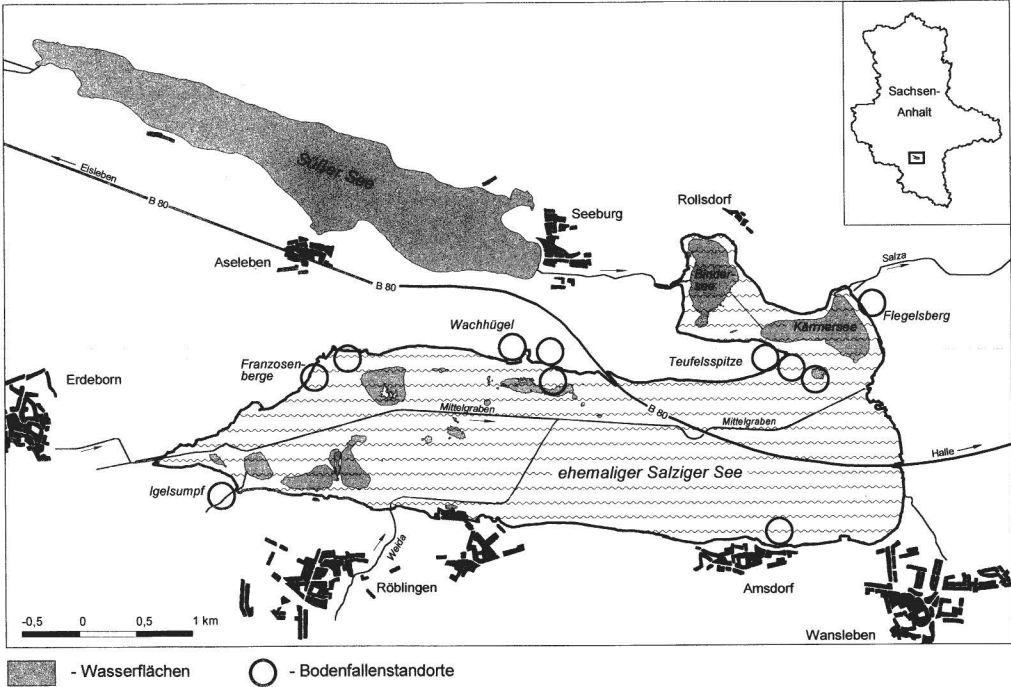 Sachsen-
Anhalt
Süßer See
Eisleben
B 80
Seeburg
Rollsdorf
Aseleben
B 80
Binder-
see
Salza
Kärnersee
Flegelsberg
Wachhügel
Teufelsspitze
Franzosen-
berge
Erdeborn
Mittelgraben
B 80
Mittelgraben
Halle
ehemaliger Salziger See
Igelsumpf
Weida
Röblingen
Amsdorf
Wansleben
-0,5 0 0,5 1 km
- Wasserflächen
- Bodenfallenstandorte